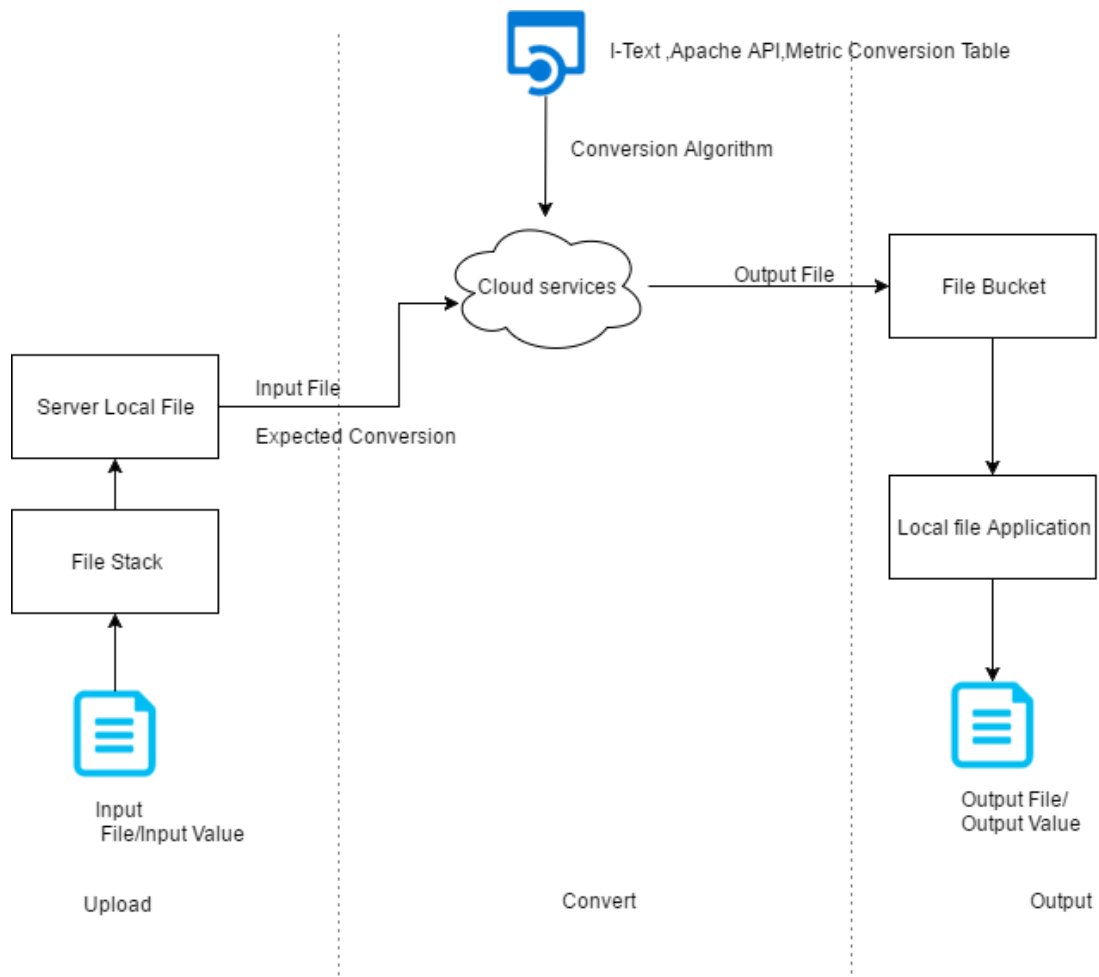 I-Text ,Apache API,Metric Conversion Table
Conversion Algorithm
Cloud services
Output File
File Bucket
Server Local File
Input File
Expected Conversion
File Stack
Local file Application
Input
File/Input Value
Output File/
Output Value
Upload
Convert
Output